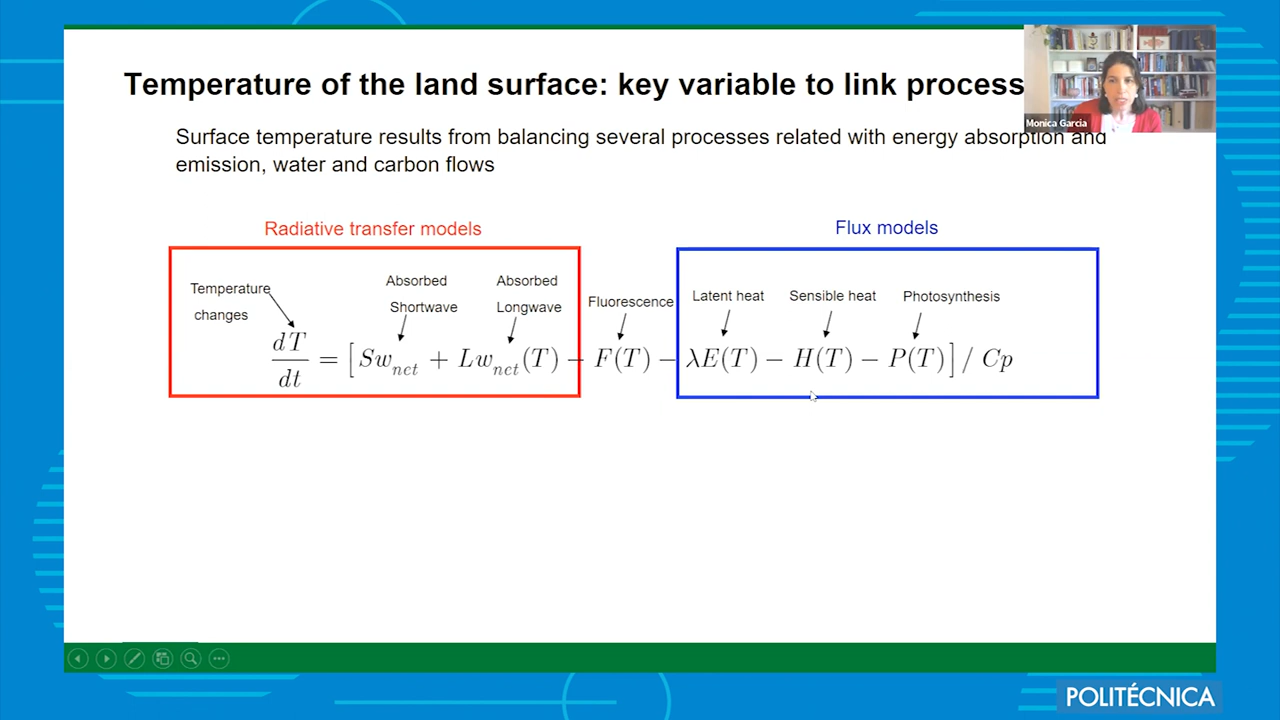 Temperature of the land surface: key variable to link process
Monica Garcia
Surface temperature results from balancing several processes related with energy absorption and
emission, water and carbon flows
Radiative transfer models
Flux models
Temperature
changes
Absorbed
Shortwave
Absorbed
Longwave
Fluorescence
Latent heat
Sensible heat
Photosynthesis
dT/dt = [Sw_net + Lw_net(T) − F(T) − λE(T) − H(T) − P(T)] / Cp
POLITÉCNICA